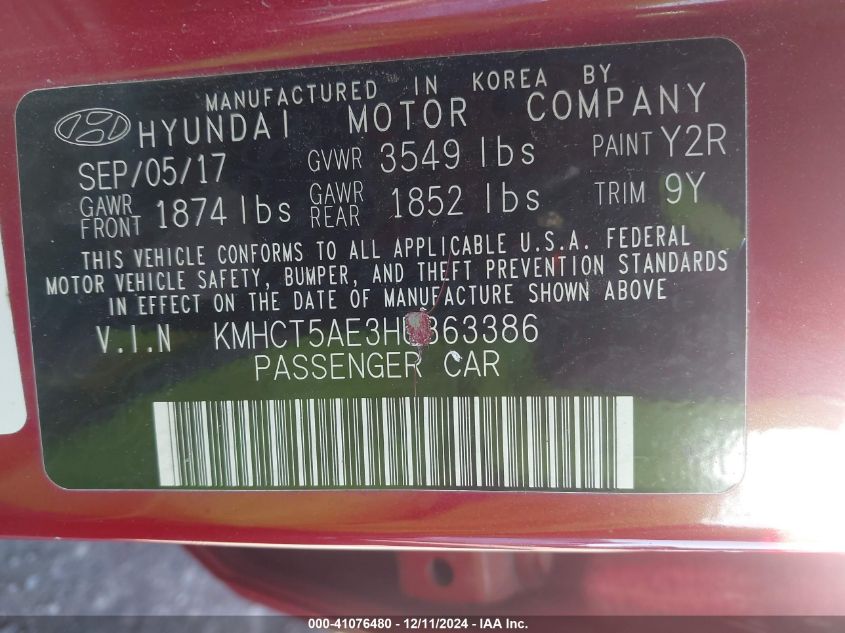 MANUFACTURED IN KOREA BY
HYUNDAI MOTOR COMPANY
SEP/05/17 GVWR 3549 lbs PAINT Y2R
GAWR FRONT 1874 lbs GAWR REAR 1852 lbs TRIM 9Y
THIS VEHICLE CONFORMS TO ALL APPLICABLE U.S.A. FEDERAL
MOTOR VEHICLE SAFETY, BUMPER, AND THEFT PREVENTION STANDARDS
IN EFFECT ON THE DATE OF MANUFACTURE SHOWN ABOVE
V.I.N KMHCT5AE3HU363386
PASSENGER CAR
000-41076480 - 12/11/2024 - IAA Inc.